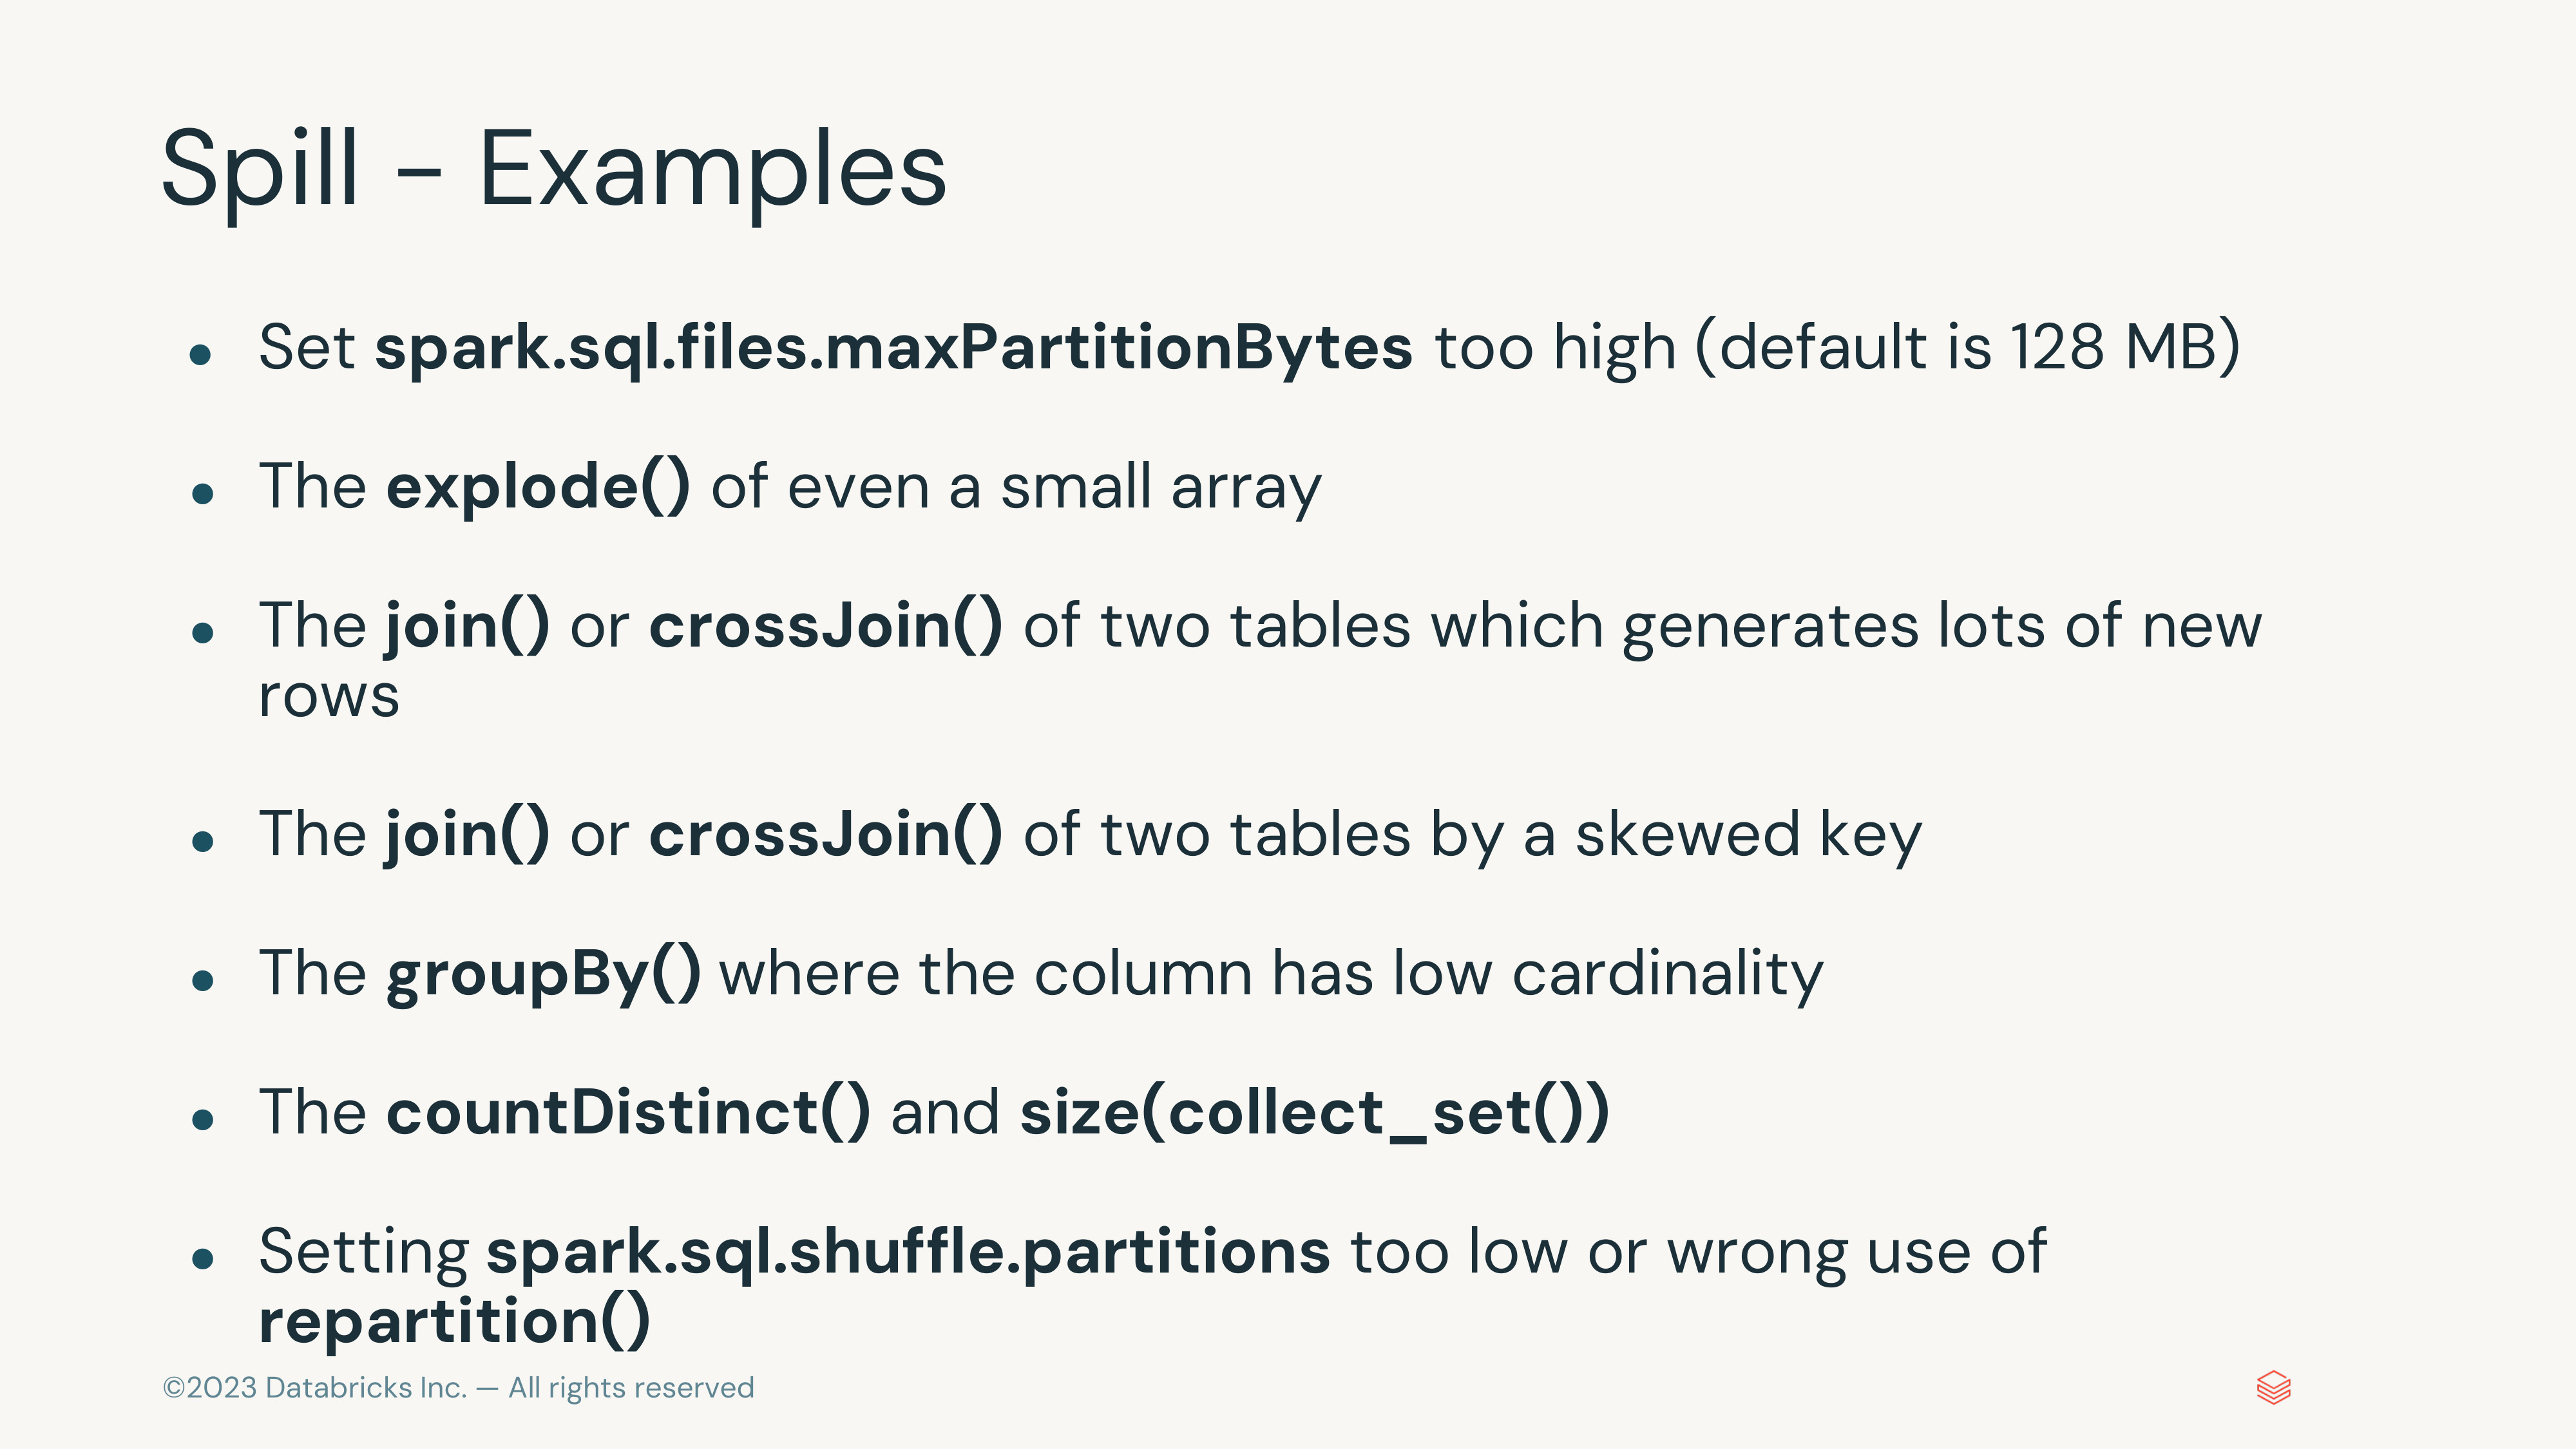 Spill - Examples
● Set spark.sql.files.maxPartitionBytes too high (default is 128 MB)
● The explode() of even a small array
● The join() or crossJoin() of two tables which generates lots of new
rows
● The join() or crossJoin() of two tables by a skewed key
● The groupBy() where the column has low cardinality
● The countDistinct() and size(collect_set())
● Setting spark.sql.shuffle.partitions too low or wrong use of
repartition()
©2023 Databricks Inc. — All rights reserved